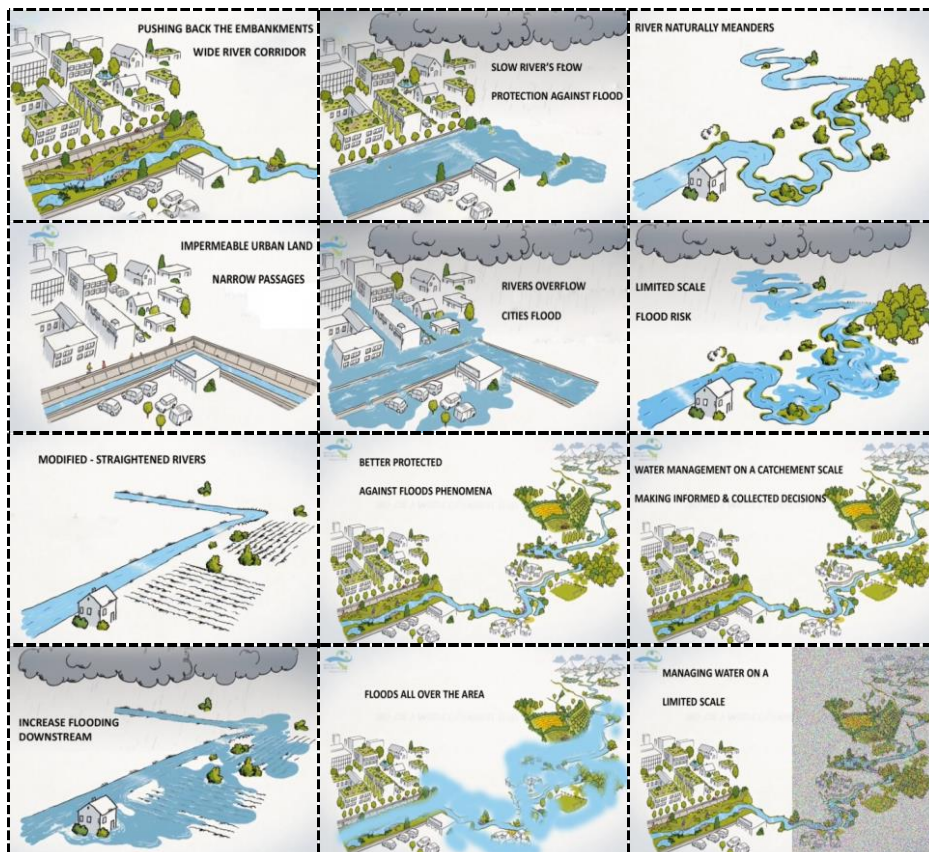 PUSHING BACK THE EMBANKMENTS
WIDE RIVER CORRIDOR
SLOW RIVER'S FLOW
PROTECTION AGAINST FLOOD
RIVER NATURALLY MEANDERS
IMPERMEABLE URBAN LAND
NARROW PASSAGES
RIVERS OVERFLOW
CITIES FLOOD
LIMITED SCALE
FLOOD RISK
MODIFIED - STRAIGHTENED RIVERS
BETTER PROTECTED
AGAINST FLOODS PHENOMENA
WATER MANAGEMENT ON A CATCHEMENT SCALE
MAKING INFORMED & COLLECTED DECISIONS
INCREASE FLOODING
DOWNSTREAM
FLOODS ALL OVER THE AREA
MANAGING WATER ON A
LIMITED SCALE